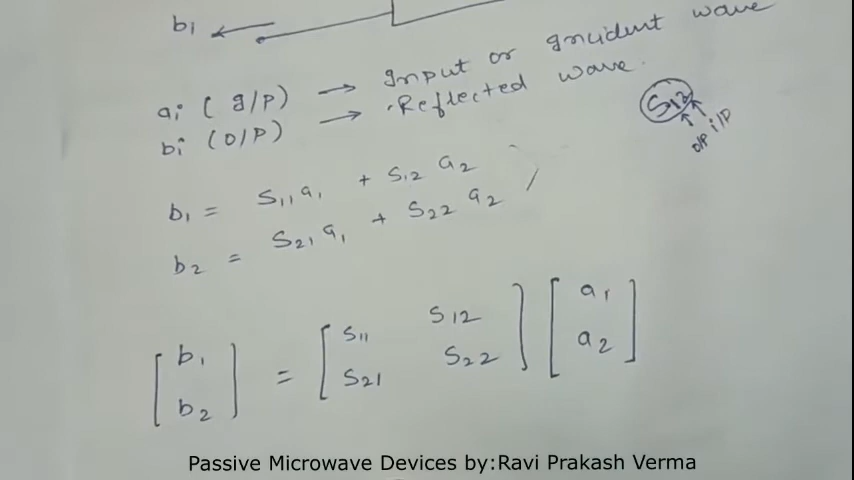 b₁
aᵢ ( I/P) → Input or Incident wave
bᵢ (O/P) → Reflected wave.
S₁₂
O/P i/P
b₁ = S₁₁ a₁ + S₁₂ a₂
b₂ = S₂₁ a₁ + S₂₂ a₂
[b₁ b₂] = [S₁₁ S₁₂ S₂₁ S₂₂] [a₁ a₂]
Passive Microwave Devices by:Ravi Prakash Verma